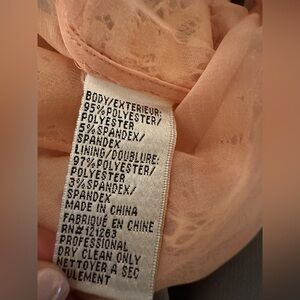 BODY/EXTERIEUR:
95%POLYESTER/
POLYESTER
5%SPANDEX/
SPANDEX
LINING/DOUBLURE:
97%POLYESTER/
POLYESTER
3%SPANDEX/
SPANDEX
MADE IN CHINA
FABRIQUÉ EN CHINE
RN#121263
PROFESSIONAL
DRY CLEAN ONLY
NETTOYER A SEC
SEULEMENT